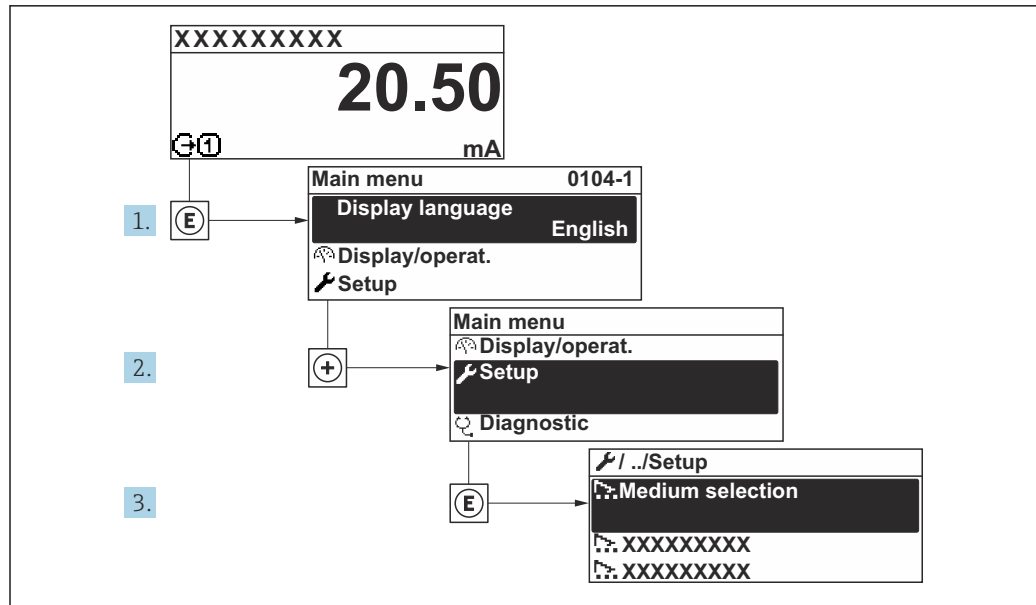 XXXXXXXXX
20.50
1 mA
Main menu 0104-1
1. E Display language
English
Display/operat.
Setup
Main menu
Display/operat.
2. + Setup
Diagnostic
/ ../Setup
3. E Medium selection
XXXXXXXXX
XXXXXXXXX